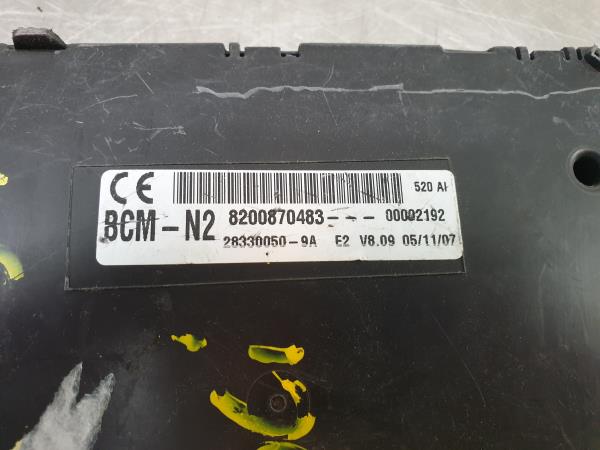 CE 520 AI
BCM-N2 8200870483--- 00002192
28330050-9A E2 V8.09 05/11/07